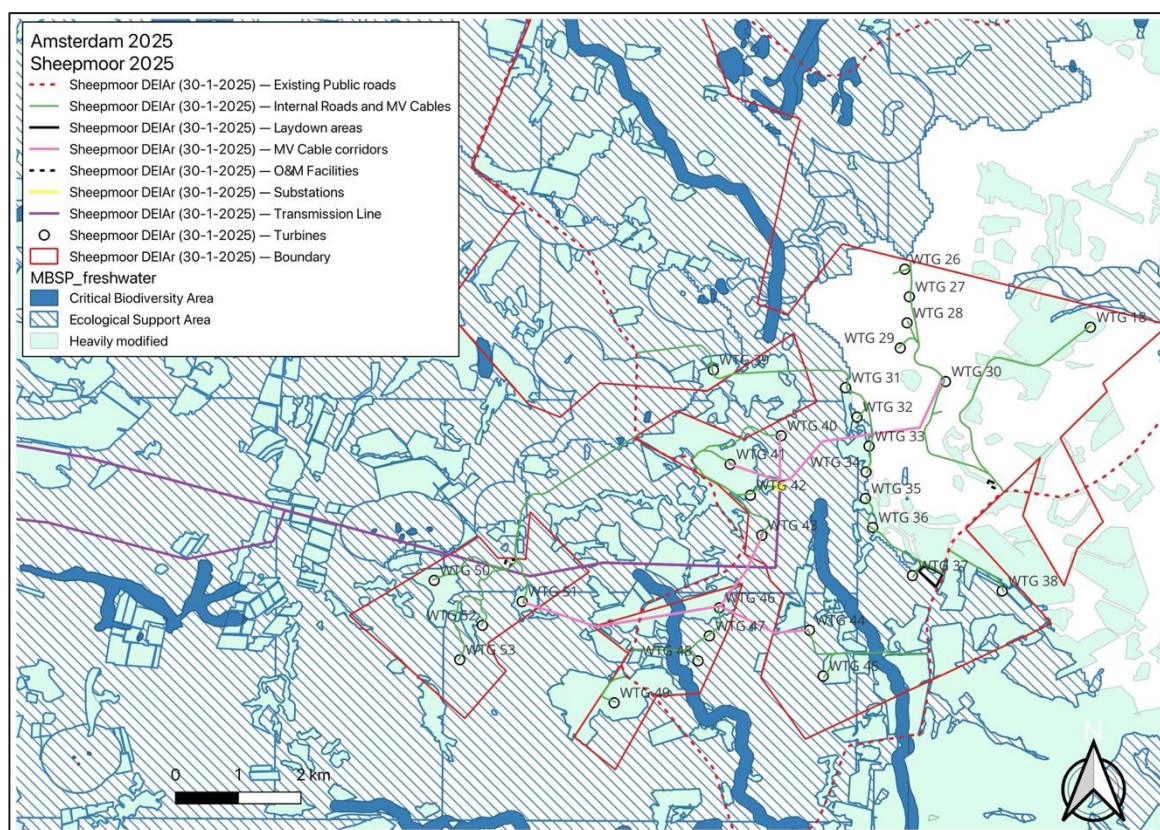 Amsterdam 2025
Sheepmoor 2025
Sheepmoor DEIAr (30-1-2025) — Existing Public roads
Sheepmoor DEIAr (30-1-2025) — Internal Roads and MV Cables
Sheepmoor DEIAr (30-1-2025) — Laydown areas
Sheepmoor DEIAr (30-1-2025) — MV Cable corridors
Sheepmoor DEIAr (30-1-2025) — O&M Facilities
Sheepmoor DEIAr (30-1-2025) — Substations
Sheepmoor DEIAr (30-1-2025) — Transmission Line
Sheepmoor DEIAr (30-1-2025) — Turbines
Sheepmoor DEIAr (30-1-2025) — Boundary
MBSP_freshwater
Critical Biodiversity Area
Ecological Support Area
Heavily modified
WTG 26
WTG 27
WTG 28
WTG 18
WTG 29
WTG 39
WTG 30
WTG 31
WTG 32
WTG 40
WTG 33
WTG 41
WTG 34
WTG 42
WTG 35
WTG 36
WTG 43
WTG 37
WTG 50
WTG 38
WTG 51
WTG 46
WTG 52
WTG 47
WTG 44
WTG 53
WTG 48
WTG 45
WTG 49
N
0 1 2 km